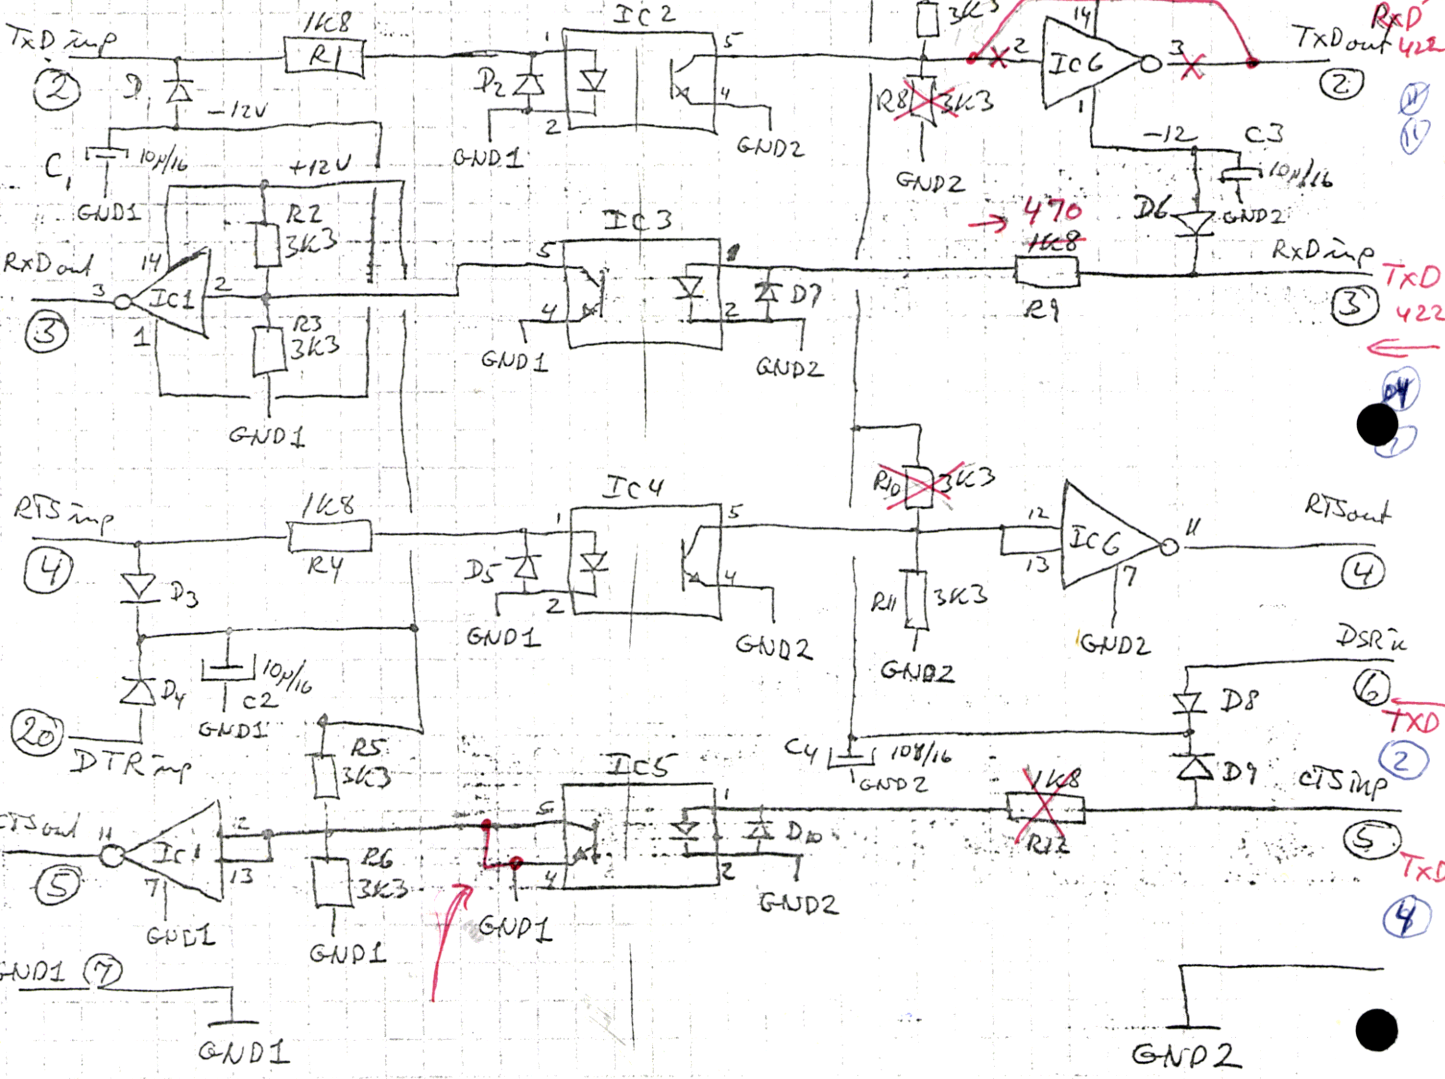 TxD inp
②
1K8
R1
D1
-12V
C1
10µ/16
GND1
+12V
R2
3K3
RxD out
③
14
3
IC1
2
1
R3
3K3
GND1
IC2
1
D2
2
GND1
5
4
GND2
3K3
R8
3K3
GND2
14
2
IC6
3
1
TxD out
②
RxD
422
-12
C3
10µ/16
GND2
D6
→ 470
1K8
R9
RxD inp
③
TxD
422
IC3
5
4
GND1
2
D7
GND2
RTS inp
④
1K8
R4
D3
D4
10µ/16
C2
GND1
⑳
DTR inp
IC4
1
D5
2
GND1
5
4
GND2
R10
3K3
R11
3K3
GND2
12
13
IC6
11
7
GND2
RTS out
④
DSR in
⑥
TXD
②
D8
D9
C4
10µ/16
GND2
CTS inp
⑤
TxD
④
1K8
R12
IC5
5
4
GND1
1
D10
2
GND2
R5
3K3
R6
3K3
GND1
CTS out
⑤
11
IC1
12
13
7
GND1
GND1 ⑦
GND1
GND2